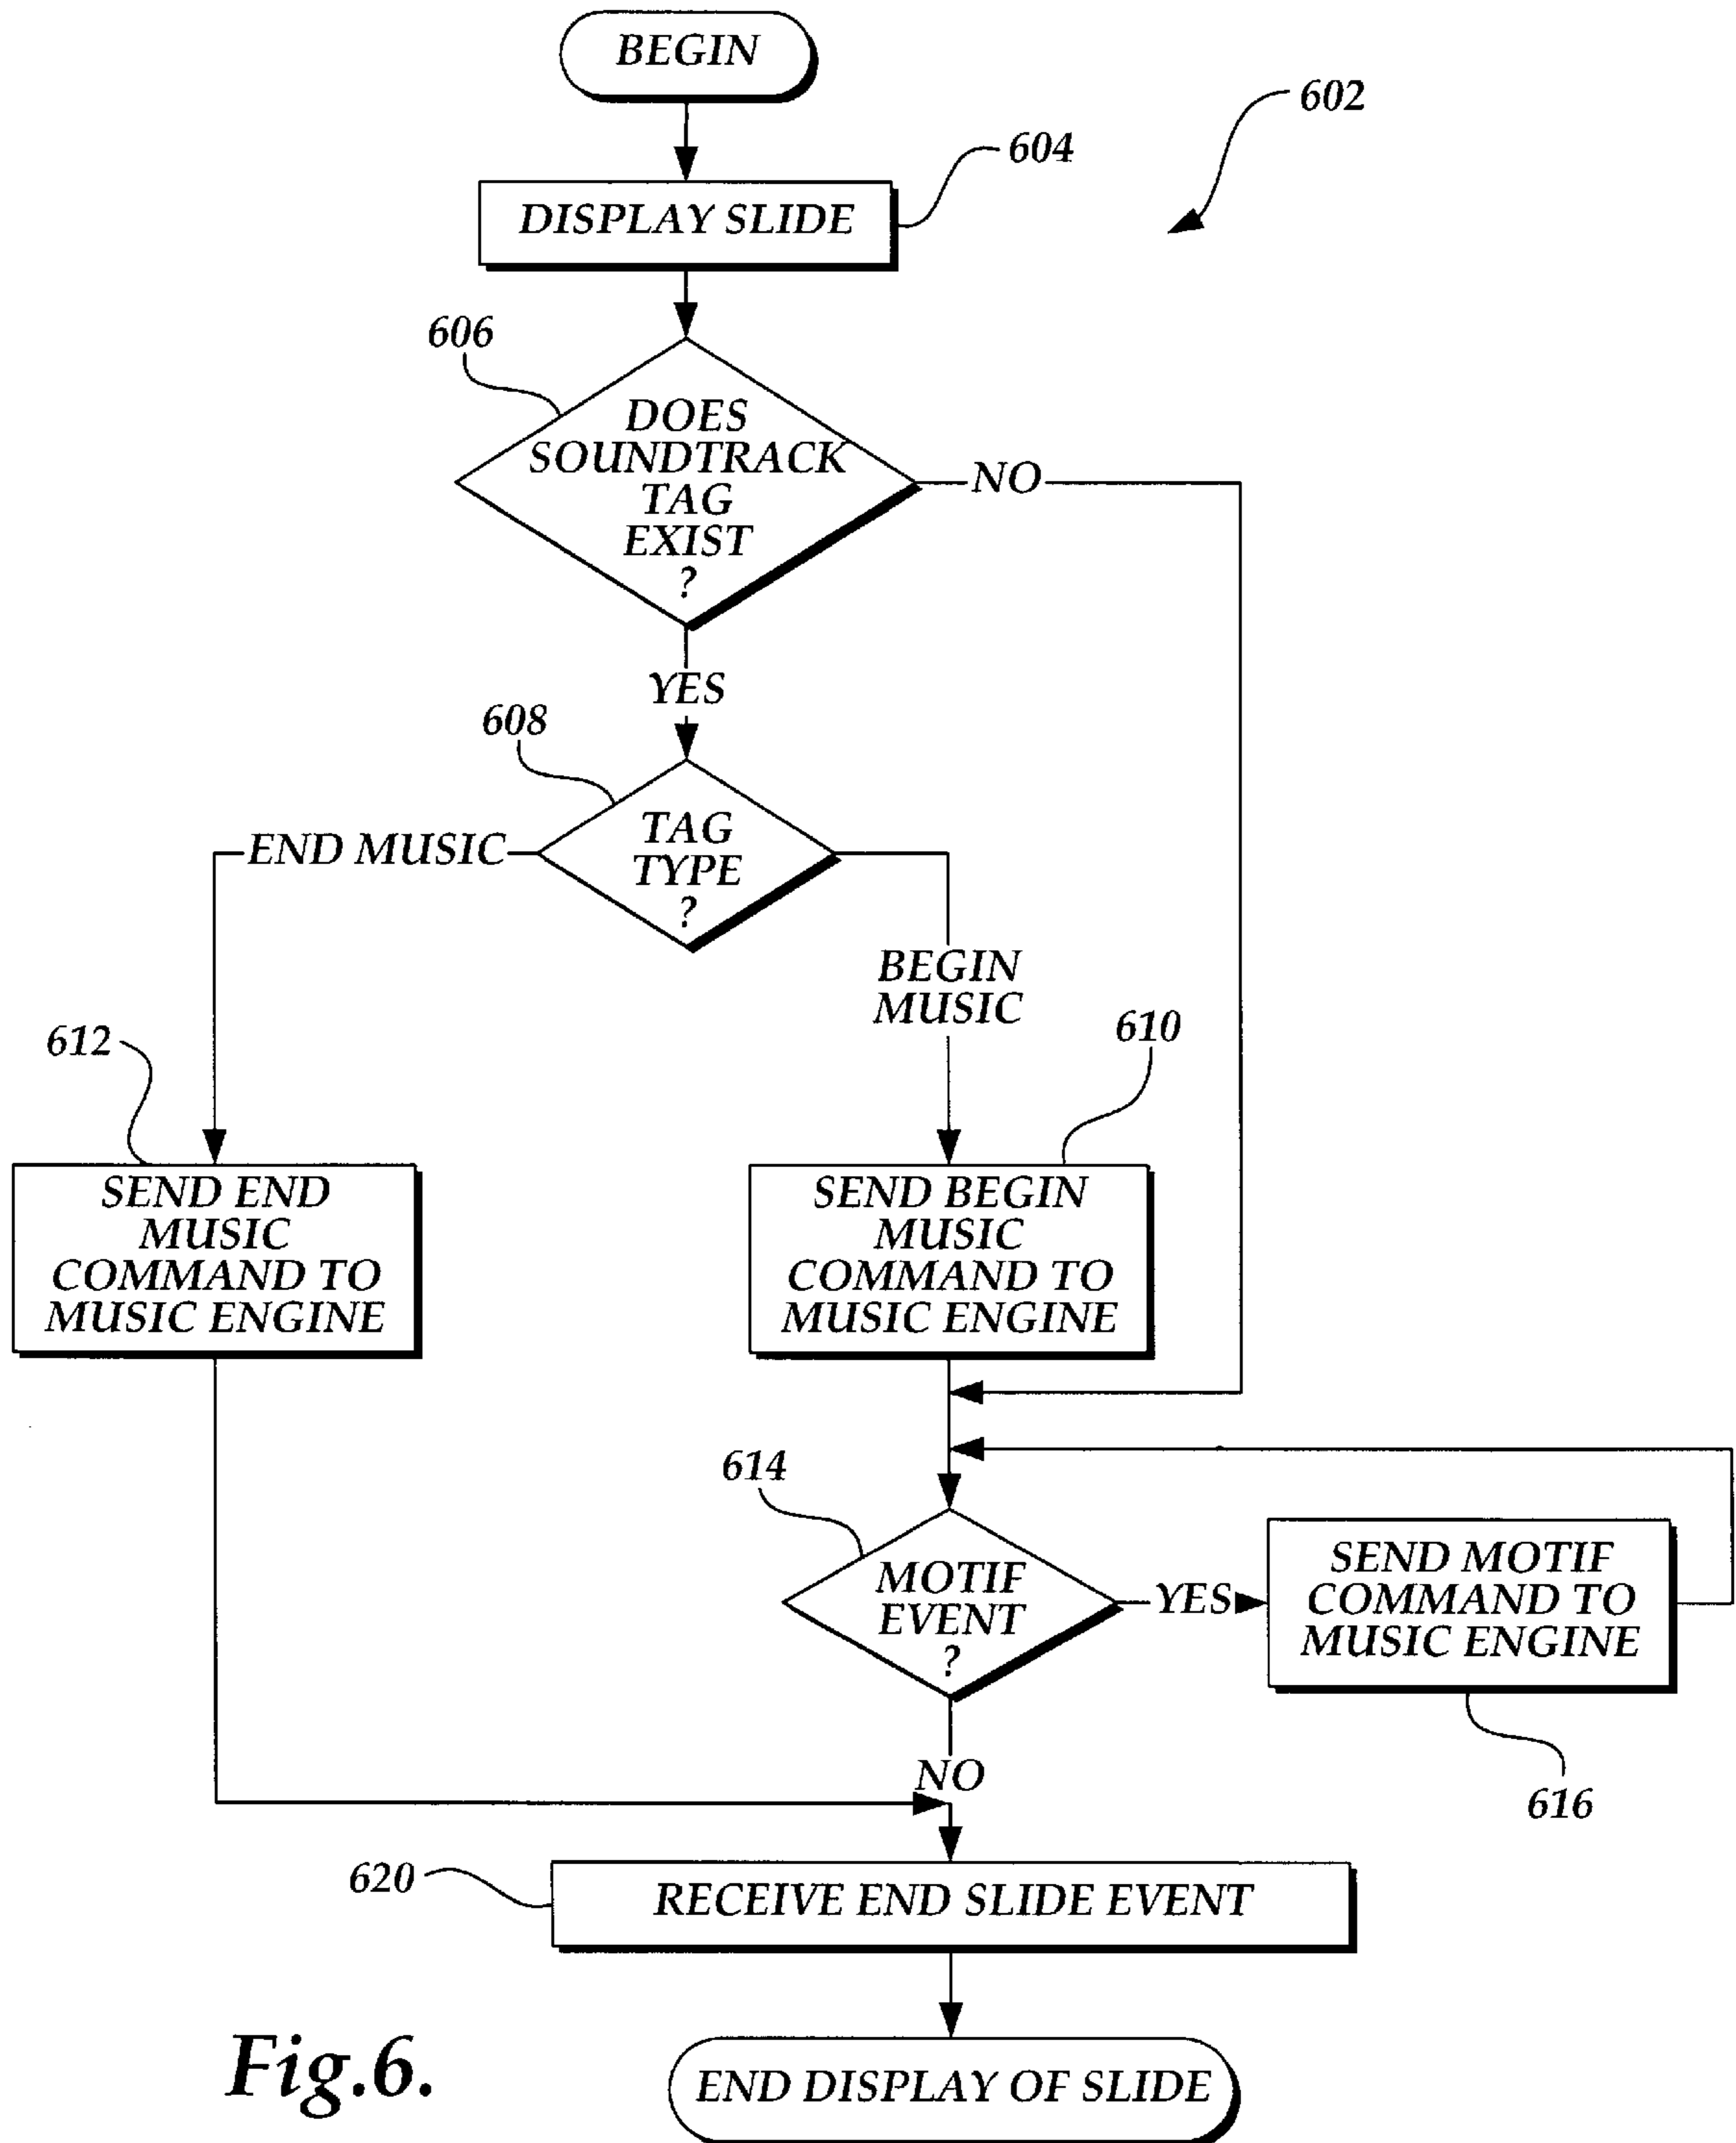 BEGIN
602
604
DISPLAY SLIDE
606
DOES
SOUNDTRACK
TAG
EXIST
?
NO
YES
608
TAG
TYPE
?
END MUSIC
BEGIN
MUSIC
612
610
SEND END
MUSIC
COMMAND TO
MUSIC ENGINE
SEND BEGIN
MUSIC
COMMAND TO
MUSIC ENGINE
614
MOTIF
EVENT
?
YES
SEND MOTIF
COMMAND TO
MUSIC ENGINE
616
NO
620
RECEIVE END SLIDE EVENT
END DISPLAY OF SLIDE
Fig.6.